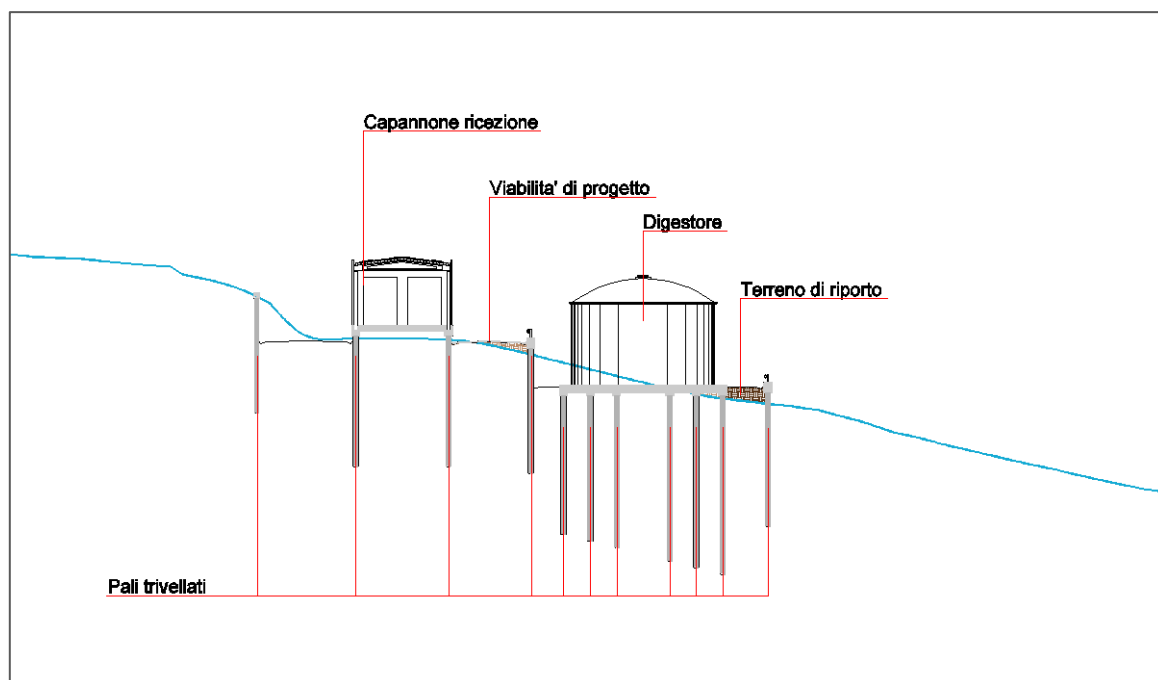 Capannone ricezione
Viabilita' di progetto
Digestore
Terreno di riporto
Pali trivellati